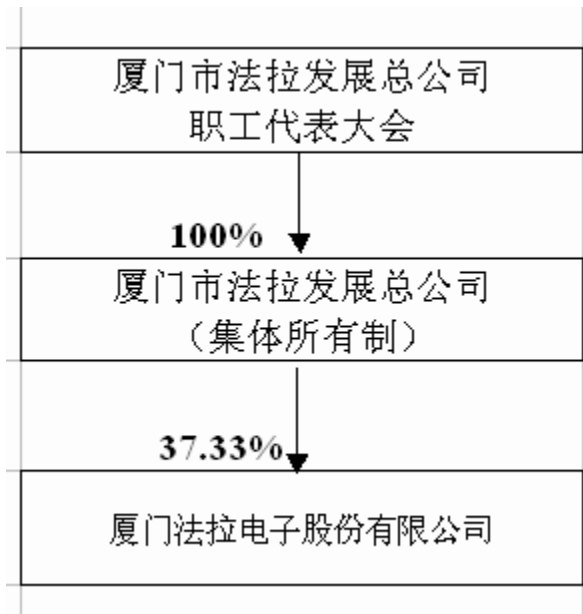 厦门市法拉发展总公司
职工代表大会
100%
厦门市法拉发展总公司
（集体所有制）
37.33%
厦门法拉电子股份有限公司